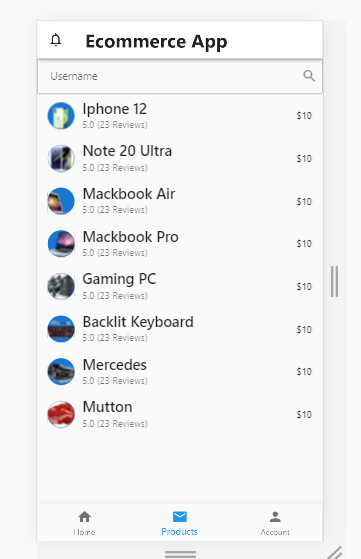 Ecommerce App
Username
Iphone 12
5.0 (23 Reviews)
$10
Note 20 Ultra
5.0 (23 Reviews)
$10
Mackbook Air
5.0 (23 Reviews)
$10
Mackbook Pro
5.0 (23 Reviews)
$10
Gaming PC
5.0 (23 Reviews)
$10
Backlit Keyboard
5.0 (23 Reviews)
$10
Mercedes
5.0 (23 Reviews)
$10
Mutton
5.0 (23 Reviews)
$10
Home
Products
Account